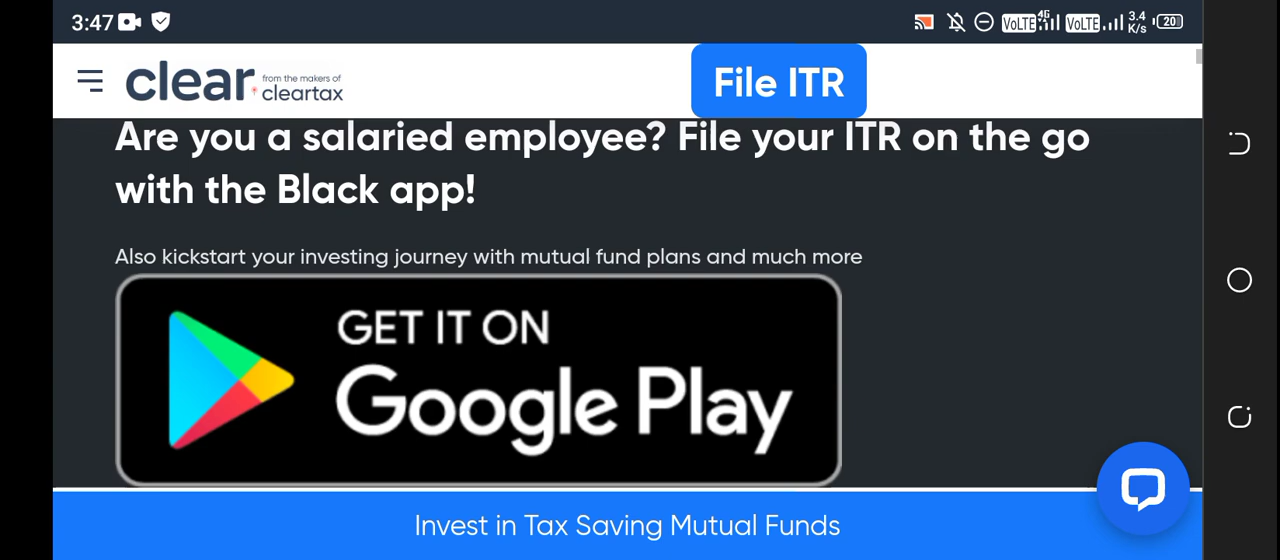 3:47
VoLTE 4G VoLTE 3.4 K/s 20
clear from the makers of cleartax
File ITR
Are you a salaried employee? File your ITR on the go
with the Black app!
Also kickstart your investing journey with mutual fund plans and much more
GET IT ON
Google Play
Invest in Tax Saving Mutual Funds